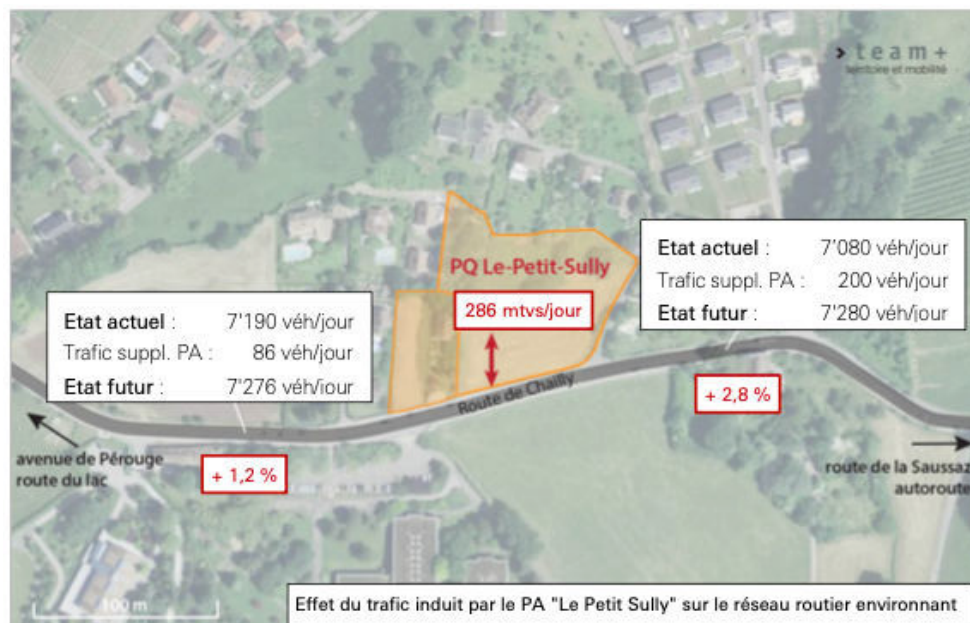 > team+
territoire et mobilité
PQ Le-Petit-Sully
286 mtvs/jour
Etat actuel : 7'080 véh/jour
Trafic suppl. PA : 200 véh/jour
Etat futur : 7'280 véh/jour
Etat actuel : 7'190 véh/jour
Trafic suppl. PA : 86 véh/jour
Etat futur : 7'276 véh/jour
Route de Chailly
+ 2,8 %
+ 1,2 %
avenue de Pérouge
route du lac
route de la Saussaz
autoroute
100 m
Effet du trafic induit par le PA "Le Petit Sully" sur le réseau routier environnant